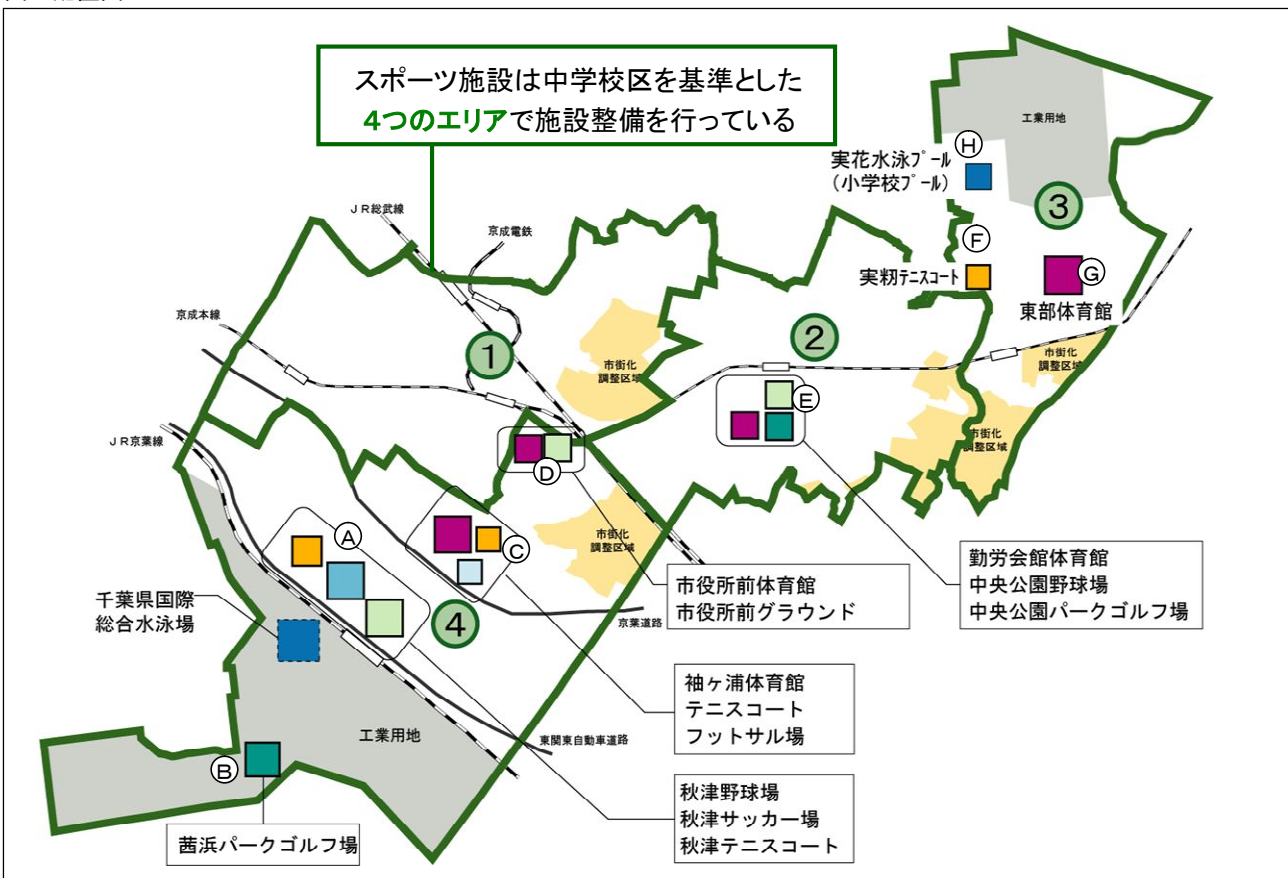 スポーツ施設は中学校区を基準とした
４つのエリアで施設整備を行っている
工業用地
Ⓗ
実花水泳ﾌﾟｰﾙ
（小学校ﾌﾟｰﾙ）
③
ＪＲ総武線
京成電鉄
Ⓕ
実籾ﾃﾆｽｺｰﾄ
Ⓖ
東部体育館
京成本線
①
②
市街化
調整区域
市街化
調整区域
Ⓔ
ＪＲ京葉線
Ⓓ
市街化
調整区域
Ⓐ
Ⓒ
市街化
調整区域
勤労会館体育館
中央公園野球場
中央公園パークゴルフ場
市役所前体育館
市役所前グラウンド
千葉県国際
総合水泳場
④
京葉道路
袖ヶ浦体育館
テニスコート
フットサル場
工業用地
東関東自動車道路
Ⓑ
秋津野球場
秋津サッカー場
秋津テニスコート
茜浜パークゴルフ場